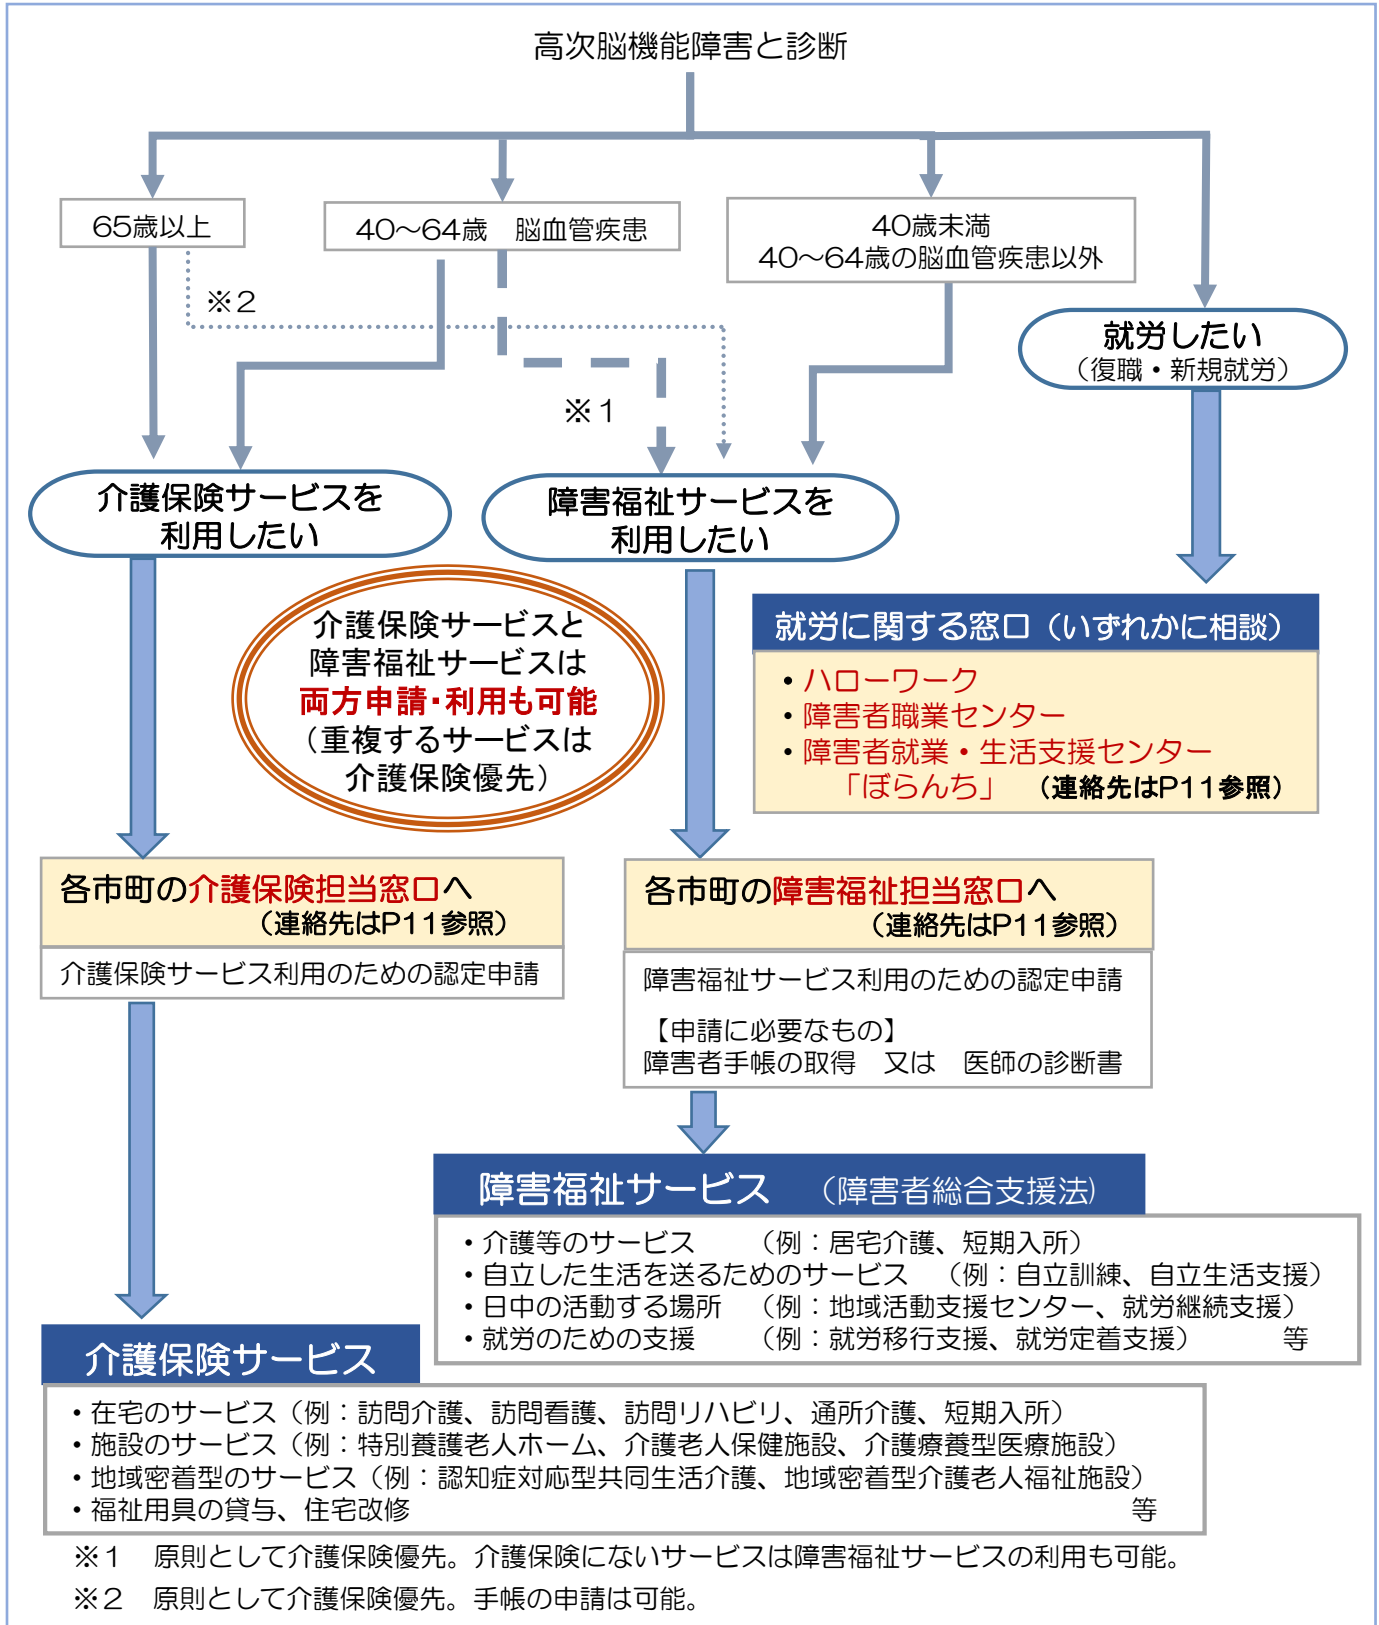 高次脳機能障害と診断
65歳以上
40～64歳　脳血管疾患
40歳未満
40～64歳の脳血管疾患以外
※2
※1
就労したい
（復職・新規就労）
介護保険サービスを
利用したい
障害福祉サービスを
利用したい
介護保険サービスと
障害福祉サービスは
両方申請・利用も可能
（重複するサービスは
介護保険優先）
就労に関する窓口（いずれかに相談）
・ハローワーク
・障害者職業センター
・障害者就業・生活支援センター
「ぼらんち」　（連絡先はP11参照）
各市町の介護保険担当窓口へ
（連絡先はP11参照）
介護保険サービス利用のための認定申請
各市町の障害福祉担当窓口へ
（連絡先はP11参照）
障害福祉サービス利用のための認定申請
【申請に必要なもの】
障害者手帳の取得　又は　医師の診断書
障害福祉サービス　（障害者総合支援法）
・介護等のサービス　　（例：居宅介護、短期入所）
・自立した生活を送るためのサービス　（例：自立訓練、自立生活支援）
・日中の活動する場所　（例：地域活動支援センター、就労継続支援）
・就労のための支援　　（例：就労移行支援、就労定着支援）　　　等
介護保険サービス
・在宅のサービス（例：訪問介護、訪問看護、訪問リハビリ、通所介護、短期入所）
・施設のサービス（例：特別養護老人ホーム、介護老人保健施設、介護療養型医療施設）
・地域密着型のサービス（例：認知症対応型共同生活介護、地域密着型介護老人福祉施設）
・福祉用具の貸与、住宅改修　　　等
※1　原則として介護保険優先。介護保険にないサービスは障害福祉サービスの利用も可能。
※2　原則として介護保険優先。手帳の申請は可能。